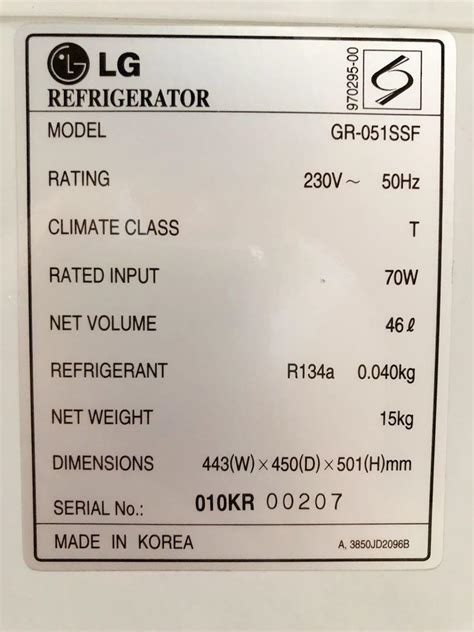 LG
REFRIGERATOR
970295-00
MODEL GR-051SSF
RATING 230V~ 50Hz
CLIMATE CLASS T
RATED INPUT 70W
NET VOLUME 46ℓ
REFRIGERANT R134a 0.040kg
NET WEIGHT 15kg
DIMENSIONS 443(W)×450(D)×501(H)mm
SERIAL No.: 010KR 00207
MADE IN KOREA A, 3850JD2096B